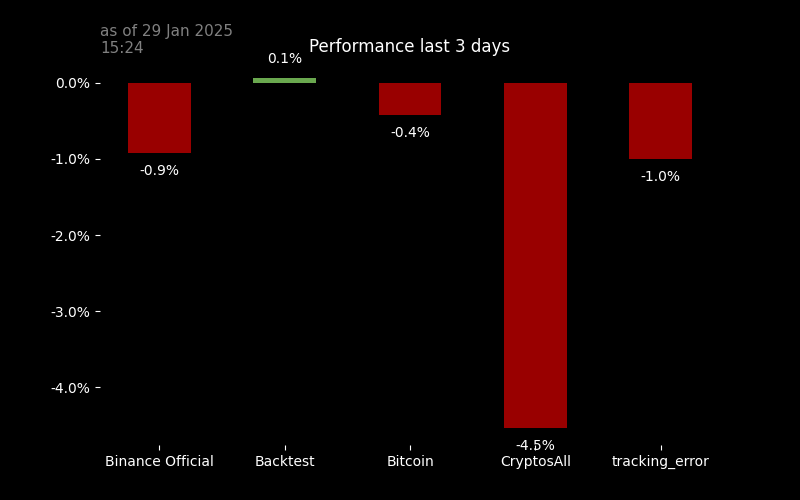 as of 29 Jan 2025
15:24
Performance last 3 days
0.1%
0.0%
-0.4%
-0.9%
-1.0%
-1.0%
-2.0%
-3.0%
-4.0%
-4.5%
Binance Official
Backtest
Bitcoin
CryptosAll
tracking_error